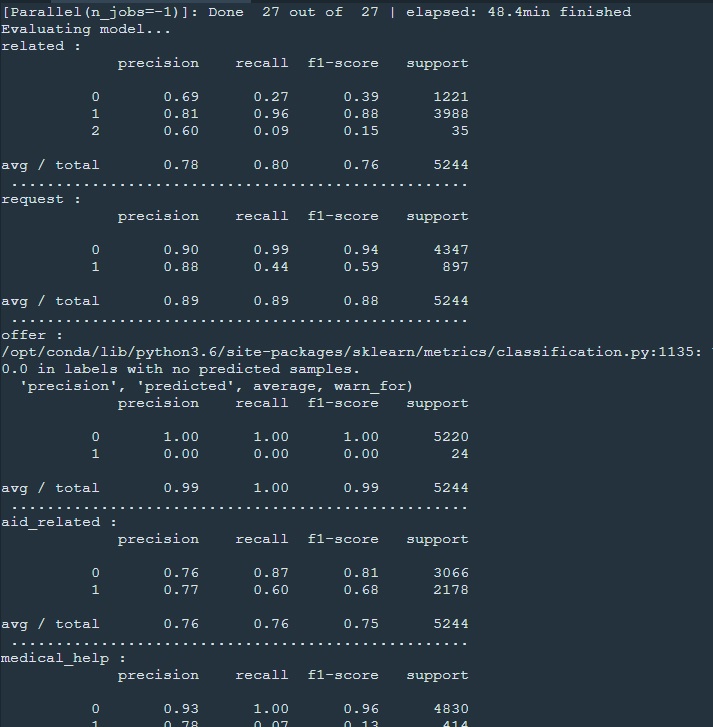 [Parallel(n_jobs=-1)]: Done  27 out of  27 | elapsed: 48.4min finished
Evaluating model...
related :
             precision    recall  f1-score   support
          0       0.69      0.27      0.39      1221
          1       0.81      0.96      0.88      3988
          2       0.60      0.09      0.15        35
avg / total       0.78      0.80      0.76      5244
...................................................
request :
             precision    recall  f1-score   support
          0       0.90      0.99      0.94      4347
          1       0.88      0.44      0.59       897
avg / total       0.89      0.89      0.88      5244
...................................................
offer :
/opt/conda/lib/python3.6/site-packages/sklearn/metrics/classification.py:1135:
0.0 in labels with no predicted samples.
  'precision', 'predicted', average, warn_for)
             precision    recall  f1-score   support
          0       1.00      1.00      1.00      5220
          1       0.00      0.00      0.00        24
avg / total       0.99      1.00      0.99      5244
...................................................
aid_related :
             precision    recall  f1-score   support
          0       0.76      0.87      0.81      3066
          1       0.77      0.60      0.68      2178
avg / total       0.76      0.76      0.75      5244
...................................................
medical_help :
             precision    recall  f1-score   support
          0       0.93      1.00      0.96      4830
          1       0.78      0.07      0.13       414